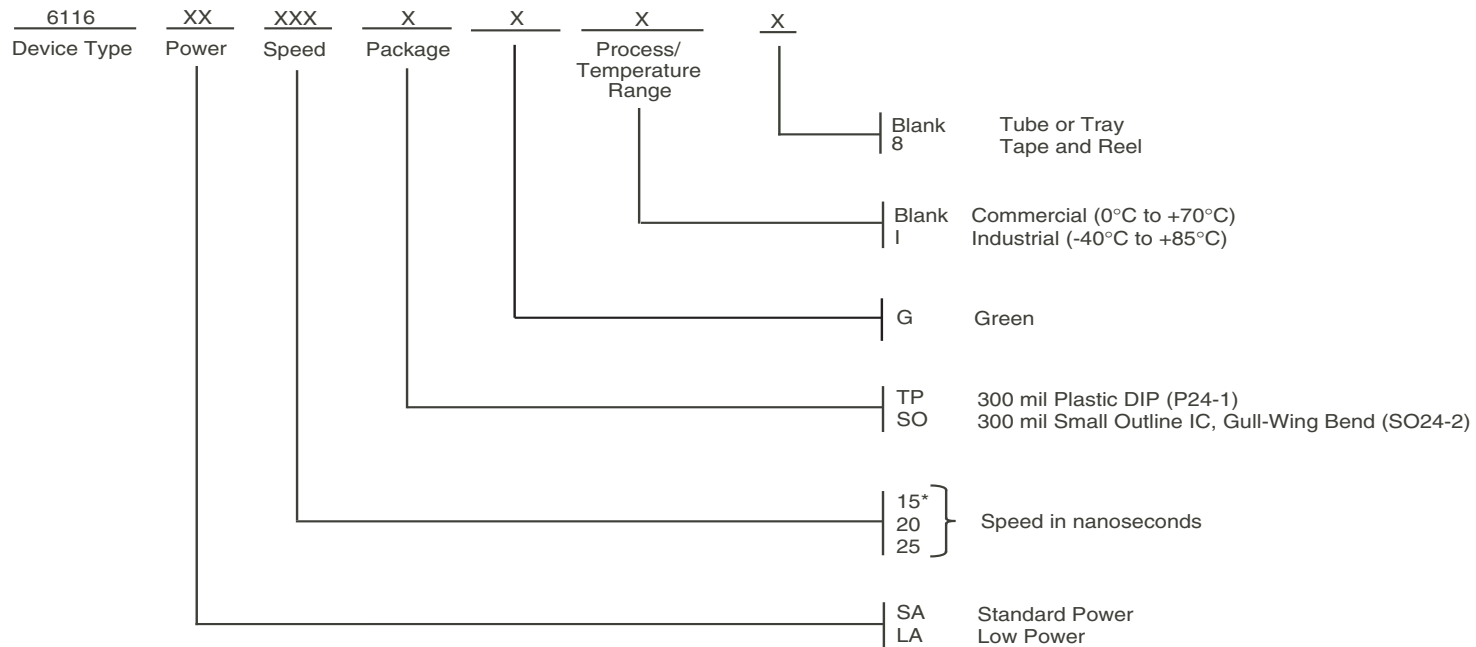 6116 XX XXX X X X X
Device Type Power Speed Package Process/
Temperature
Range
Blank Tube or Tray
8 Tape and Reel
Blank Commercial (0°C to +70°C)
I Industrial (-40°C to +85°C)
G Green
TP 300 mil Plastic DIP (P24-1)
SO 300 mil Small Outline IC, Gull-Wing Bend (SO24-2)
15*
20 Speed in nanoseconds
25
SA Standard Power
LA Low Power